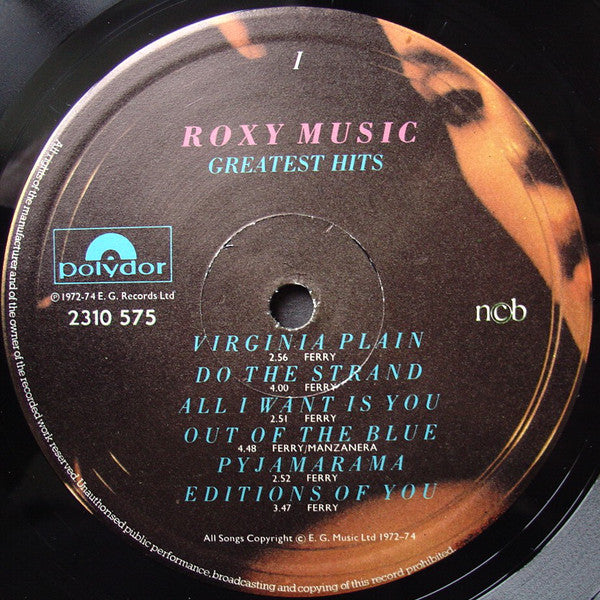 I
ROXY MUSIC
GREATEST HITS
polydor
℗ 1972-74 E. G. Records Ltd
2310 575
ncb
VIRGINIA PLAIN
2.56 FERRY
DO THE STRAND
4.00 FERRY
ALL I WANT IS YOU
2.51 FERRY
OUT OF THE BLUE
4.48 FERRY/MANZANERA
PYJAMARAMA
2.52 FERRY
EDITIONS OF YOU
3.47 FERRY
All Songs Copyright © E. G. Music Ltd 1972-74
All rights of the manufacturer and of the owner of the recorded work reserved. Unauthorised public performance, broadcasting and copying of this record prohibited.